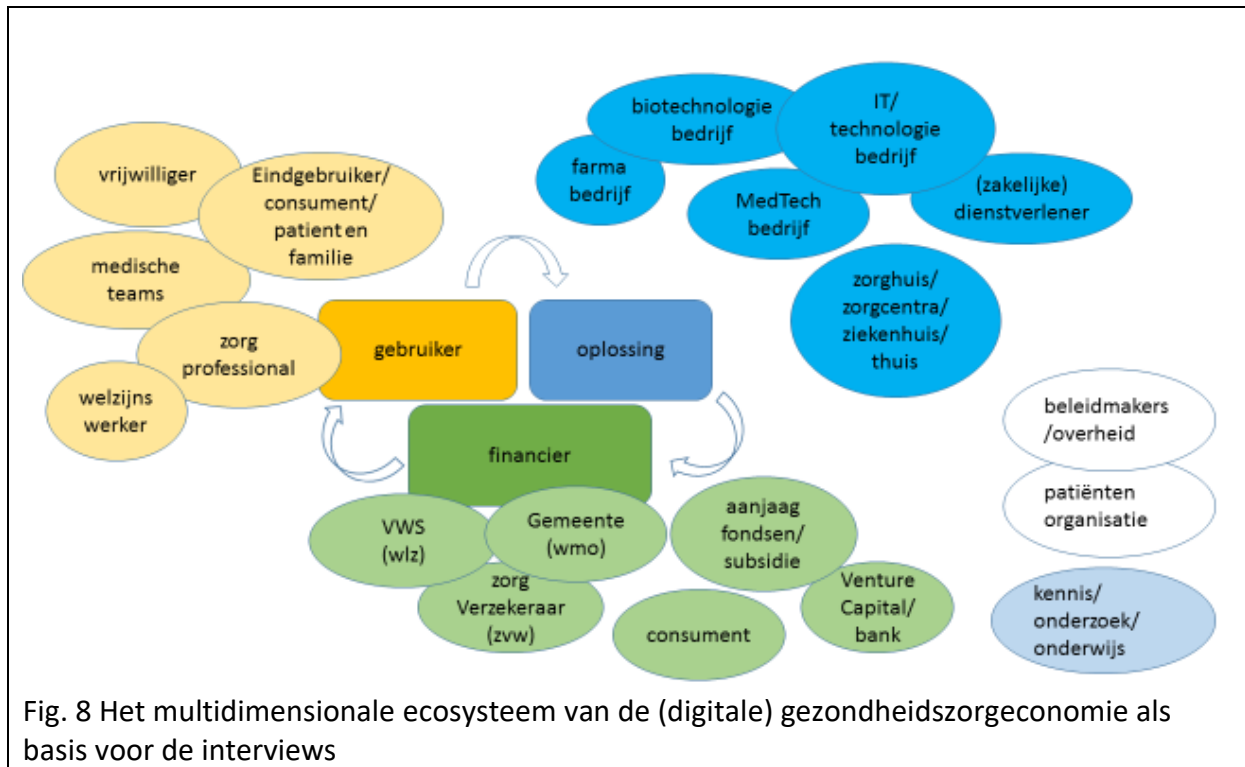 vrijwilliger
Eindgebruiker/
consument/
patient en
familie
medische
teams
zorg
professional
welzijns
werker
biotechnologie
bedrijf
IT/
technologie
bedrijf
farma
bedrijf
MedTech
bedrijf
(zakelijke)
dienstverlener
zorghuis/
zorgcentra/
ziekenhuis/
thuis
gebruiker
oplossing
financier
VWS
(wlz)
Gemeente
(wmo)
zorg
Verzekeraar
(zvw)
aanjaag
fondsen/
subsidie
consument
Venture
Capital/
bank
beleidmakers
/overheid
patiënten
organisatie
kennis/
onderzoek/
onderwijs
Fig. 8 Het multidimensionale ecosysteem van de (digitale) gezondheidszorgeconomie als
basis voor de interviews